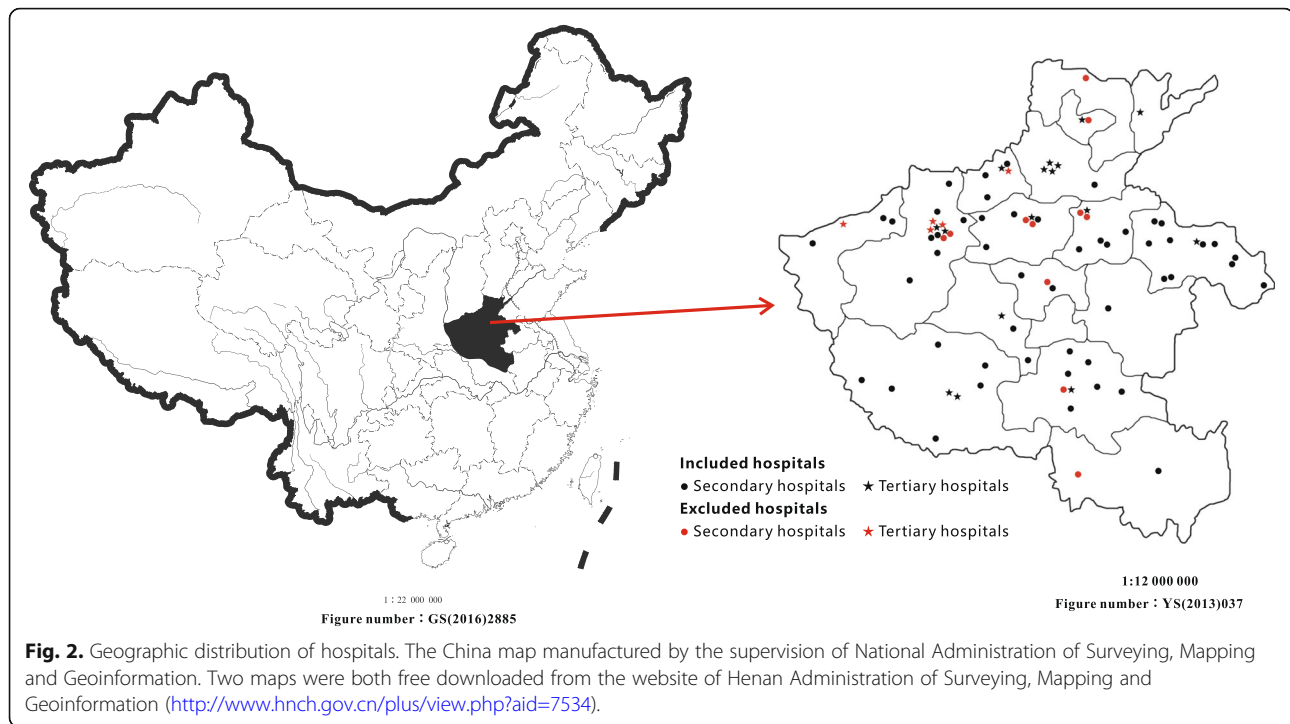 Included hospitals
● Secondary hospitals ★ Tertiary hospitals
Excluded hospitals
● Secondary hospitals ★ Tertiary hospitals
1：22 000 000
Figure number：GS(2016)2885
1:12 000 000
Figure number：YS(2013)037
Fig. 2. Geographic distribution of hospitals. The China map manufactured by the supervision of National Administration of Surveying, Mapping
and Geoinformation. Two maps were both free downloaded from the website of Henan Administration of Surveying, Mapping and
Geoinformation (http://www.hnch.gov.cn/plus/view.php?aid=7534).